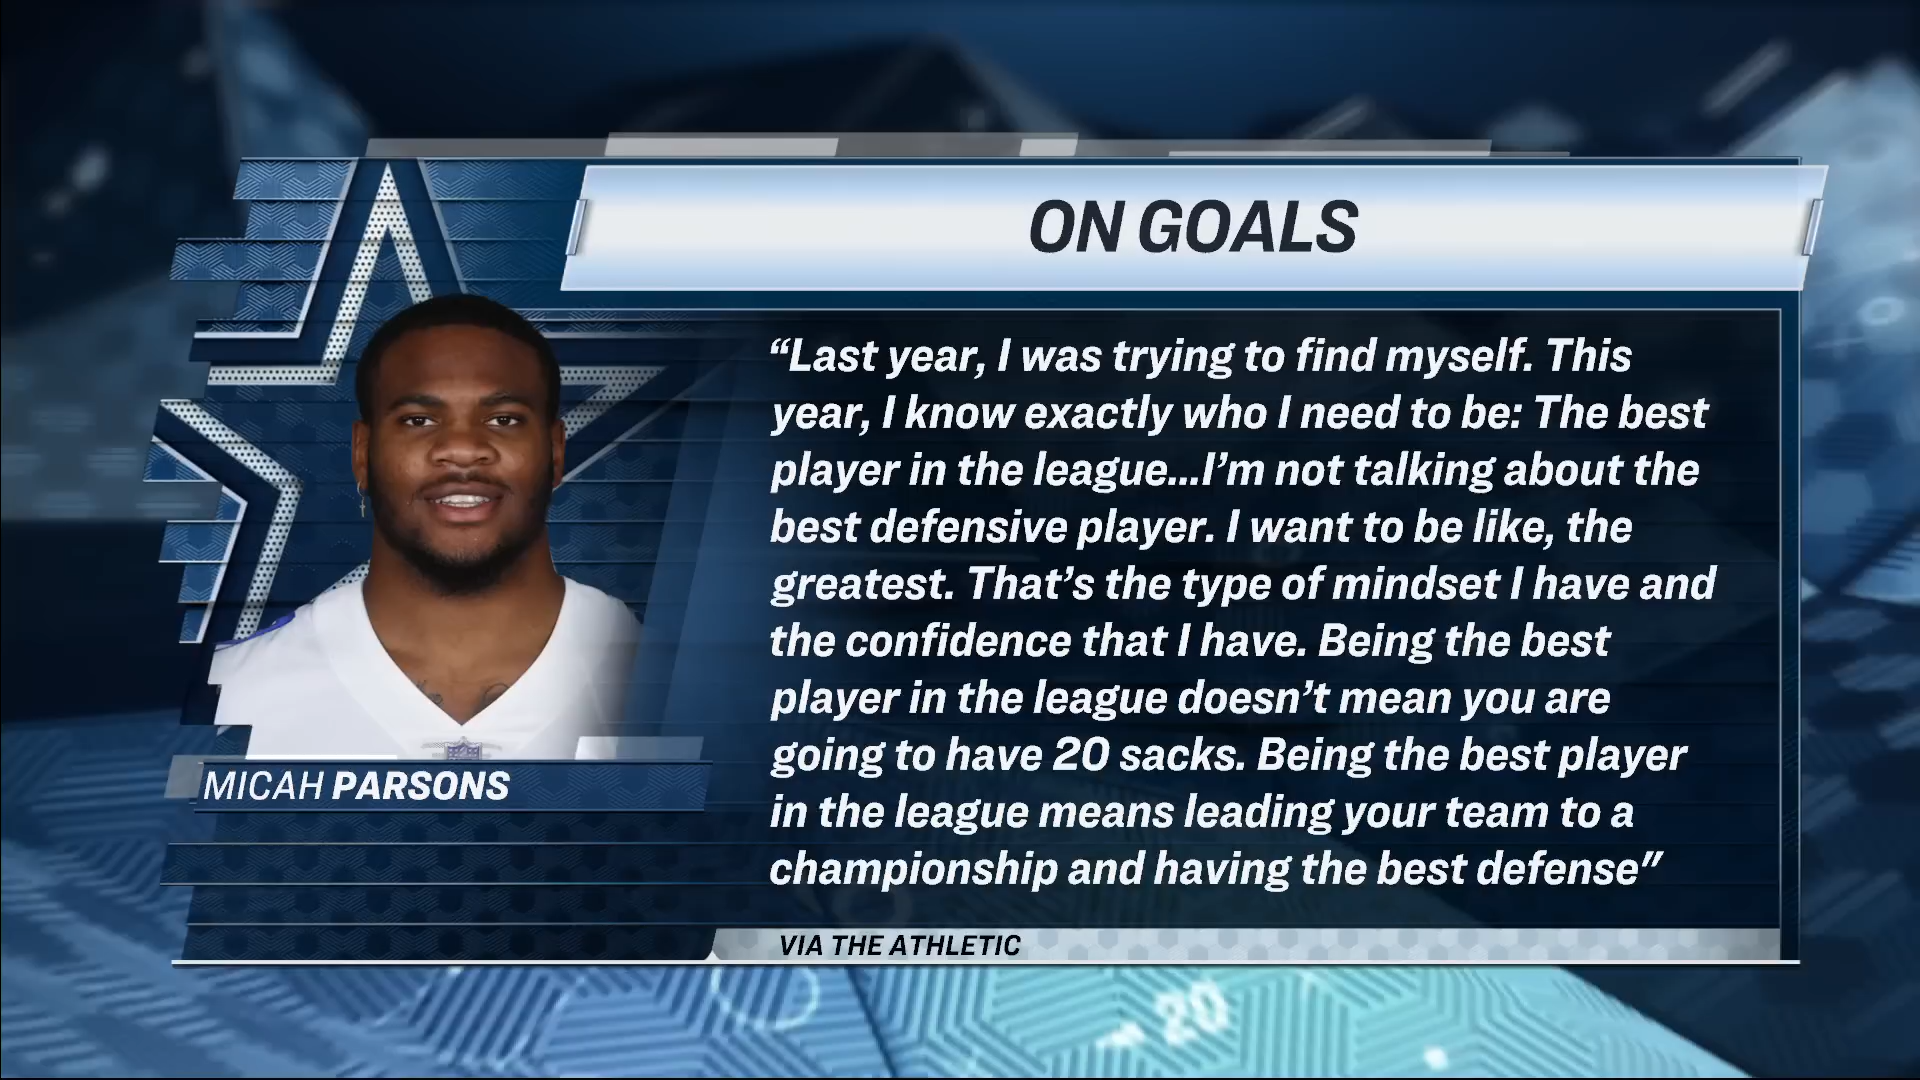 ON GOALS
“Last year, I was trying to find myself. This
year, I know exactly who I need to be: The best
player in the league...I’m not talking about the
best defensive player. I want to be like, the
greatest. That’s the type of mindset I have and
the confidence that I have. Being the best
player in the league doesn’t mean you are
going to have 20 sacks. Being the best player
in the league means leading your team to a
championship and having the best defense”
MICAH PARSONS
VIA THE ATHLETIC
20